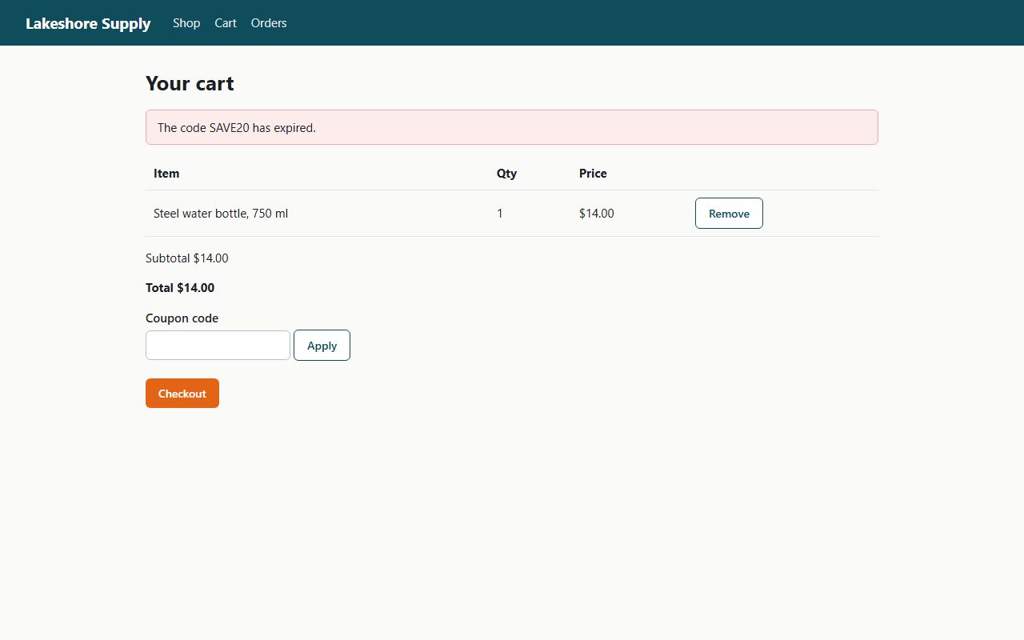 Lakeshore Supply Shop Cart Orders
Your cart
The code SAVE20 has expired.
Item Qty Price
Steel water bottle, 750 ml 1 $14.00 Remove
Subtotal $14.00
Total $14.00
Coupon code
Apply
Checkout